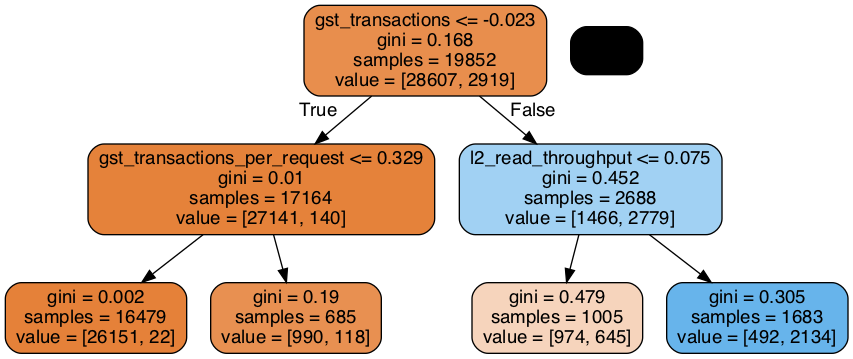 gst_transactions <= -0.023
gini = 0.168
samples = 19852
value = [28607, 2919]
True
False
gst_transactions_per_request <= 0.329
gini = 0.01
samples = 17164
value = [27141, 140]
l2_read_throughput <= 0.075
gini = 0.452
samples = 2688
value = [1466, 2779]
gini = 0.002
samples = 16479
value = [26151, 22]
gini = 0.19
samples = 685
value = [990, 118]
gini = 0.479
samples = 1005
value = [974, 645]
gini = 0.305
samples = 1683
value = [492, 2134]